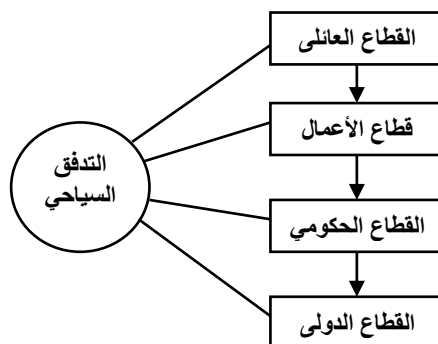 القطاع العائلى
قطاع الأعمال
التدفق
السياحي
القطاع الحكومي
القطاع الدولى